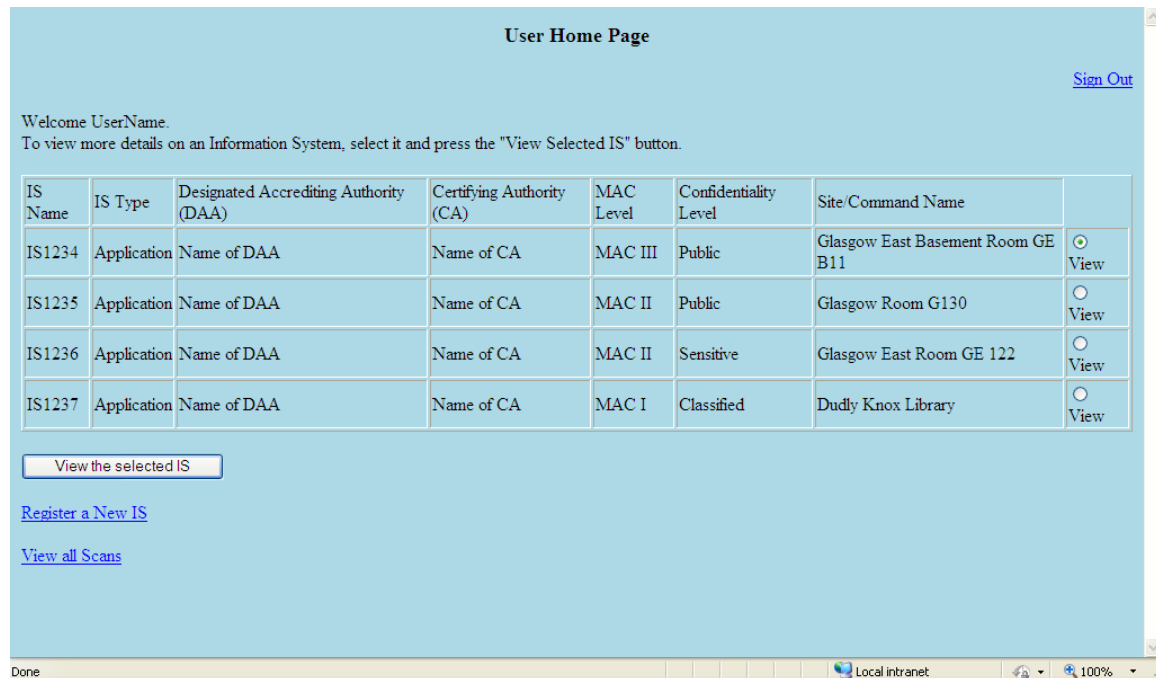 User Home Page
Sign Out
Welcome UserName.
To view more details on an Information System, select it and press the "View Selected IS" button.
IS Name IS Type Designated Accrediting Authority (DAA) Certifying Authority (CA) MAC Level Confidentiality Level Site/Command Name
IS1234 Application Name of DAA Name of CA MAC III Public Glasgow East Basement Room GE B11 View
IS1235 Application Name of DAA Name of CA MAC II Public Glasgow Room G130 View
IS1236 Application Name of DAA Name of CA MAC II Sensitive Glasgow East Room GE 122 View
IS1237 Application Name of DAA Name of CA MAC I Classified Dudly Knox Library View
View the selected IS
Register a New IS
View all Scans
Done Local intranet 100%